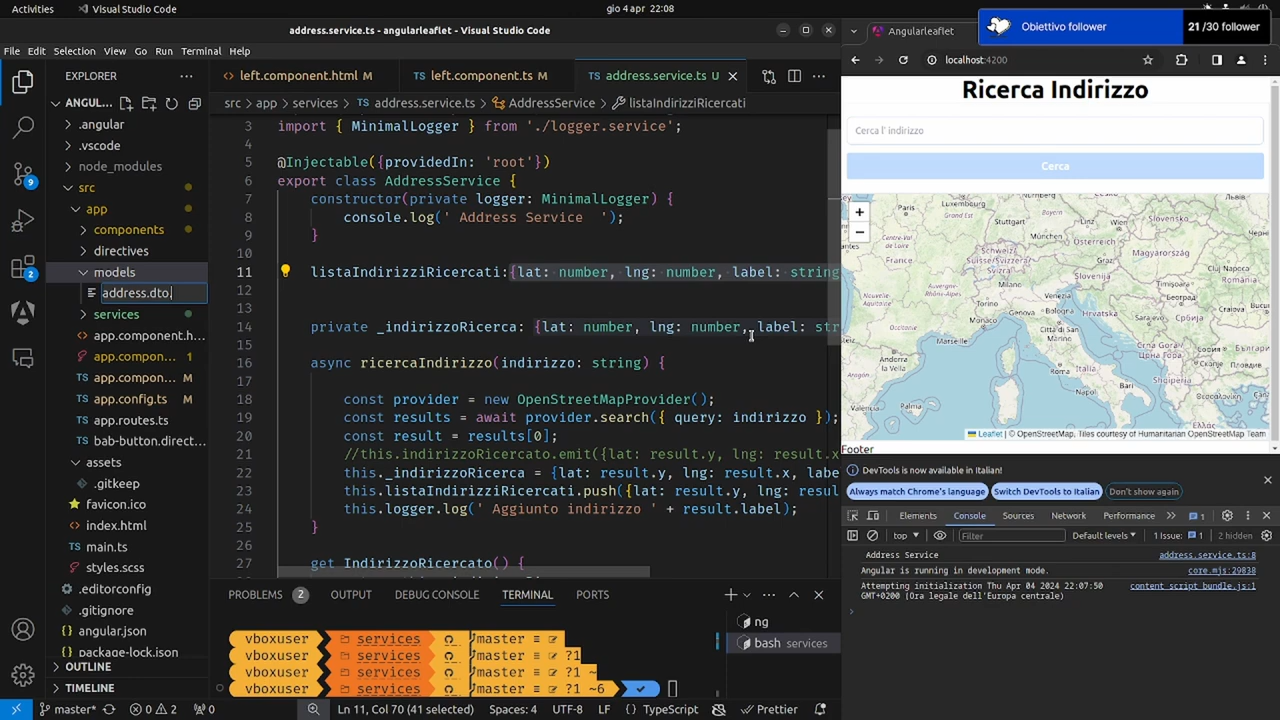 Activities
Visual Studio Code
gio 4 apr 22:08
address.service.ts - angularleaflet - Visual Studio Code
File Edit Selection View Go Run Terminal Help
EXPLORER
ANGUL...
.angular
.vscode
node_modules
src
app
components
directives
models
address.dto.
services
app.component.h...
app.compon... 1
app.compon... M
app.config.ts M
app.routes.ts
bab-button.direct...
assets
.gitkeep
favicon.ico
index.html
main.ts
styles.scss
.editorconfig
.gitignore
angular.json
package-lock.json
OUTLINE
TIMELINE
9
2
left.component.html M
left.component.ts M
address.service.ts U
src > app > services > address.service.ts > AddressService > listaIndirizziRicercati
3 import { MinimalLogger } from './logger.service';
4
5 @Injectable({providedIn: 'root'})
6 export class AddressService {
7 constructor(private logger: MinimalLogger) {
8 console.log(' Address Service  ');
9 }
10
11 listaIndirizziRicercati:{lat: number, lng: number, label: string
12
13
14 private _indirizzoRicerca: {lat: number, lng: number, label: str
15
16 async ricercaIndirizzo(indirizzo: string) {
17
18 const provider = new OpenStreetMapProvider();
19 const results = await provider.search({ query: indirizzo });
20 const result = results[0];
21 //this.indirizzoRicercato.emit({lat: result.y, lng: result.x
22 this._indirizzoRicerca = {lat: result.y, lng: result.x, labe
23 this.listaIndirizziRicercati.push({lat: result.y, lng: resul
24 this.logger.log(' Aggiunto indirizzo ' + result.label);
25 }
26
27 get IndirizzoRicercato() {
PROBLEMS 2 OUTPUT DEBUG CONSOLE TERMINAL PORTS
vboxuser services master ≡
vboxuser services master ≡ ?1
vboxuser services master ≡ ?1 ~
vboxuser services master ≡ ?1 ~6
ng
bash services
master* 0 2 0 Ln 11, Col 70 (41 selected) Spaces: 4 UTF-8 LF {} TypeScript Prettier
Angularleaflet
Obiettivo follower
21 /30 follower
localhost:4200
Ricerca Indirizzo
Cerca l' indirizzo
Cerca
+
−
Leaflet | © OpenStreetMap, Tiles courtesy of Humanitarian OpenStreetMap Team
Footer
DevTools is now available in Italian!
Always match Chrome's language
Switch DevTools to Italian
Don't show again
Elements Console Sources Network Performance » 1
top Filter Default levels 1 Issue: 1 2 hidden
Address Service address.service.ts:8
Angular is running in development mode. core.mjs:29838
Attempting initialization Thu Apr 04 2024 22:07:50 content script bundle.js:1
GMT+0200 (Ora legale dell'Europa centrale)